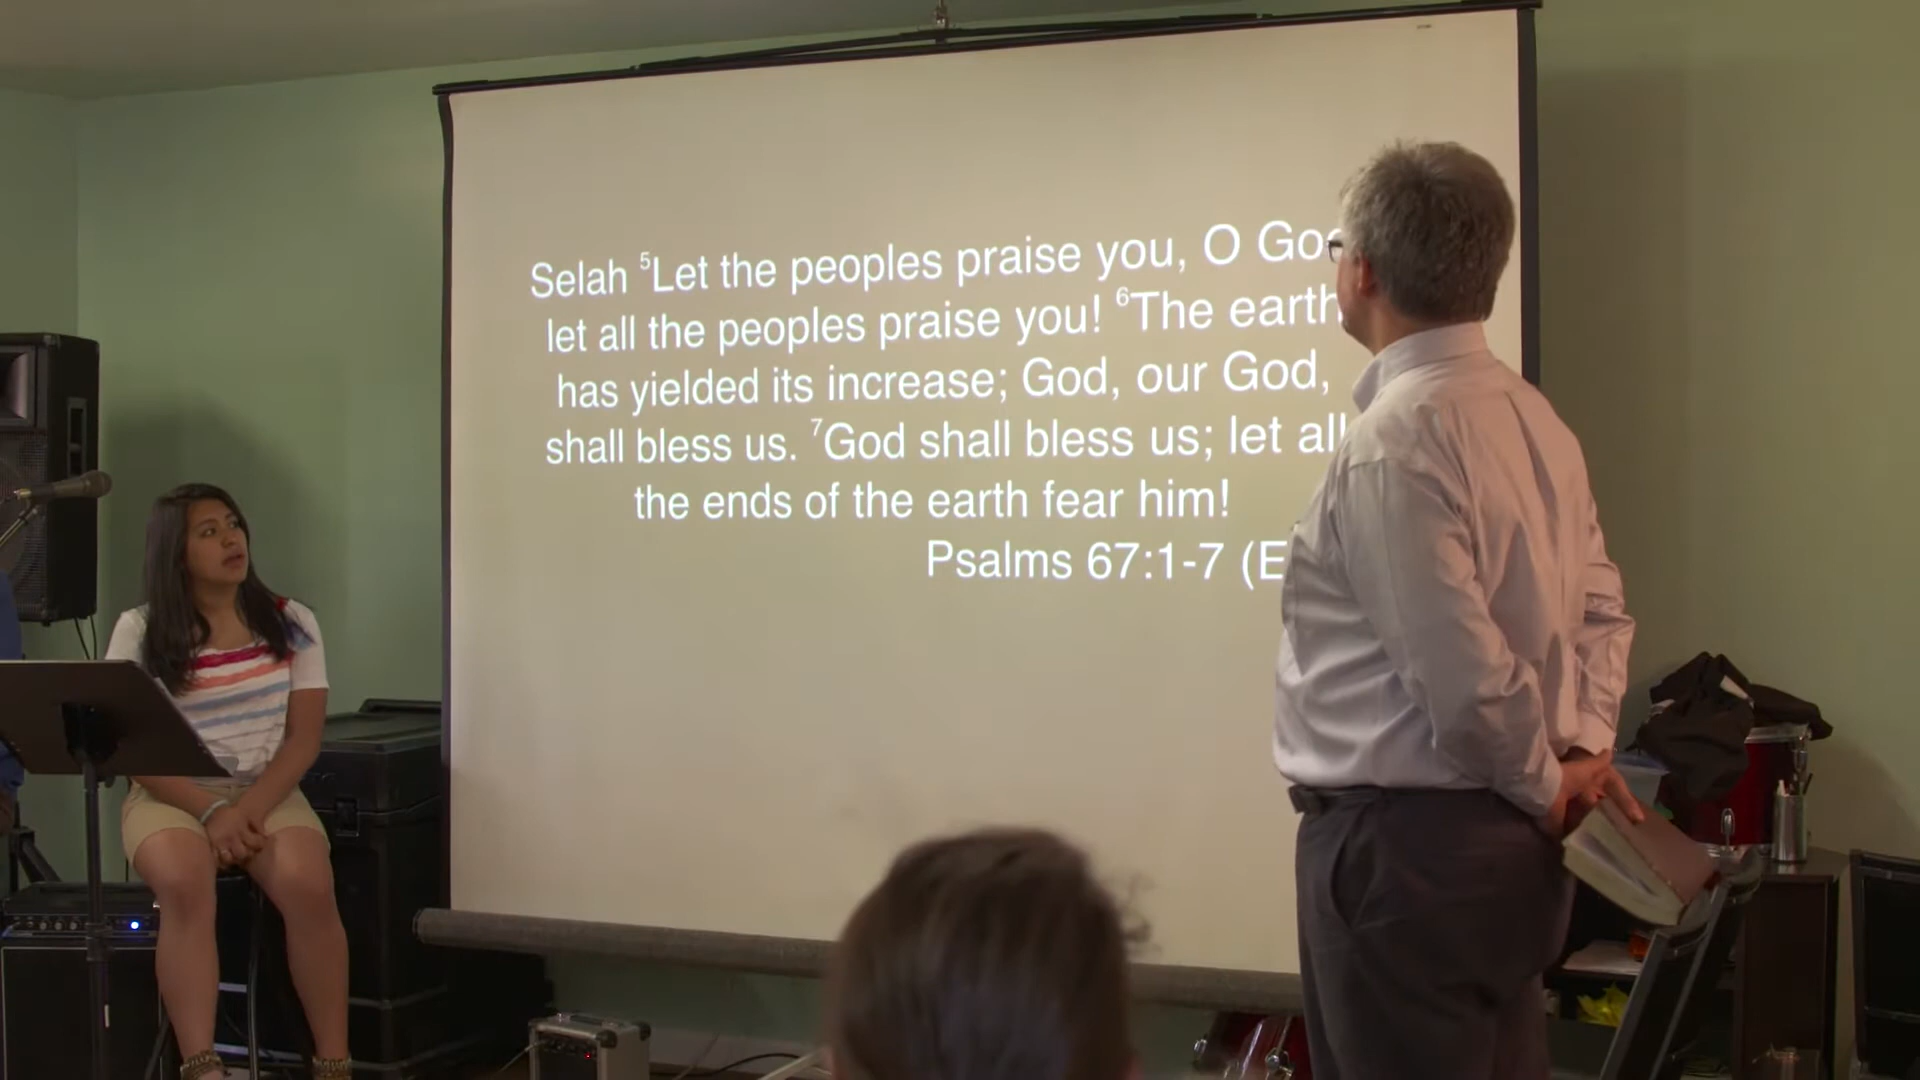 Selah ⁵Let the peoples praise you, O Go
let all the peoples praise you! ⁶The earth
has yielded its increase; God, our God,
shall bless us. ⁷God shall bless us; let all
the ends of the earth fear him!
Psalms 67:1-7 (E